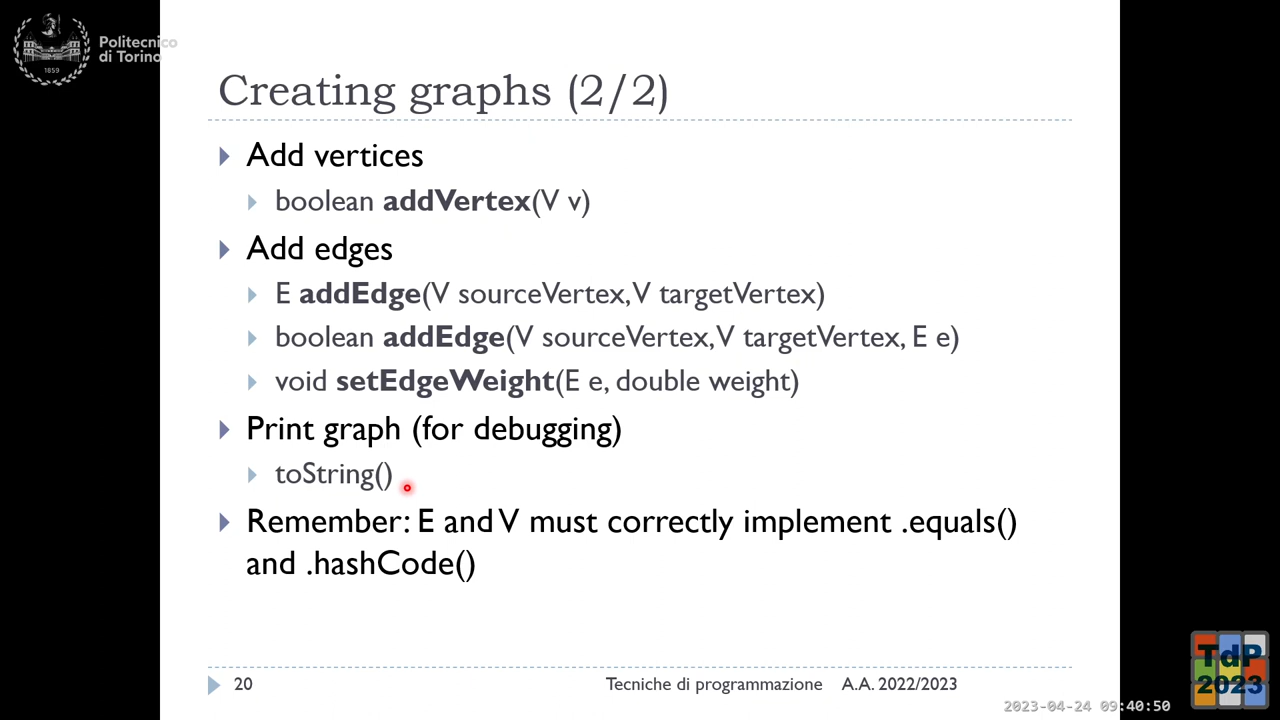 Politecnico
di Torino
1859
Creating graphs (2/2)
Add vertices
boolean addVertex(V v)
Add edges
E addEdge(V sourceVertex, V targetVertex)
boolean addEdge(V sourceVertex, V targetVertex, E e)
void setEdgeWeight(E e, double weight)
Print graph (for debugging)
toString()
Remember: E and V must correctly implement .equals()
and .hashCode()
20 Tecniche di programmazione A.A. 2022/2023
TdP
2023
2023-04-24 09:40:50